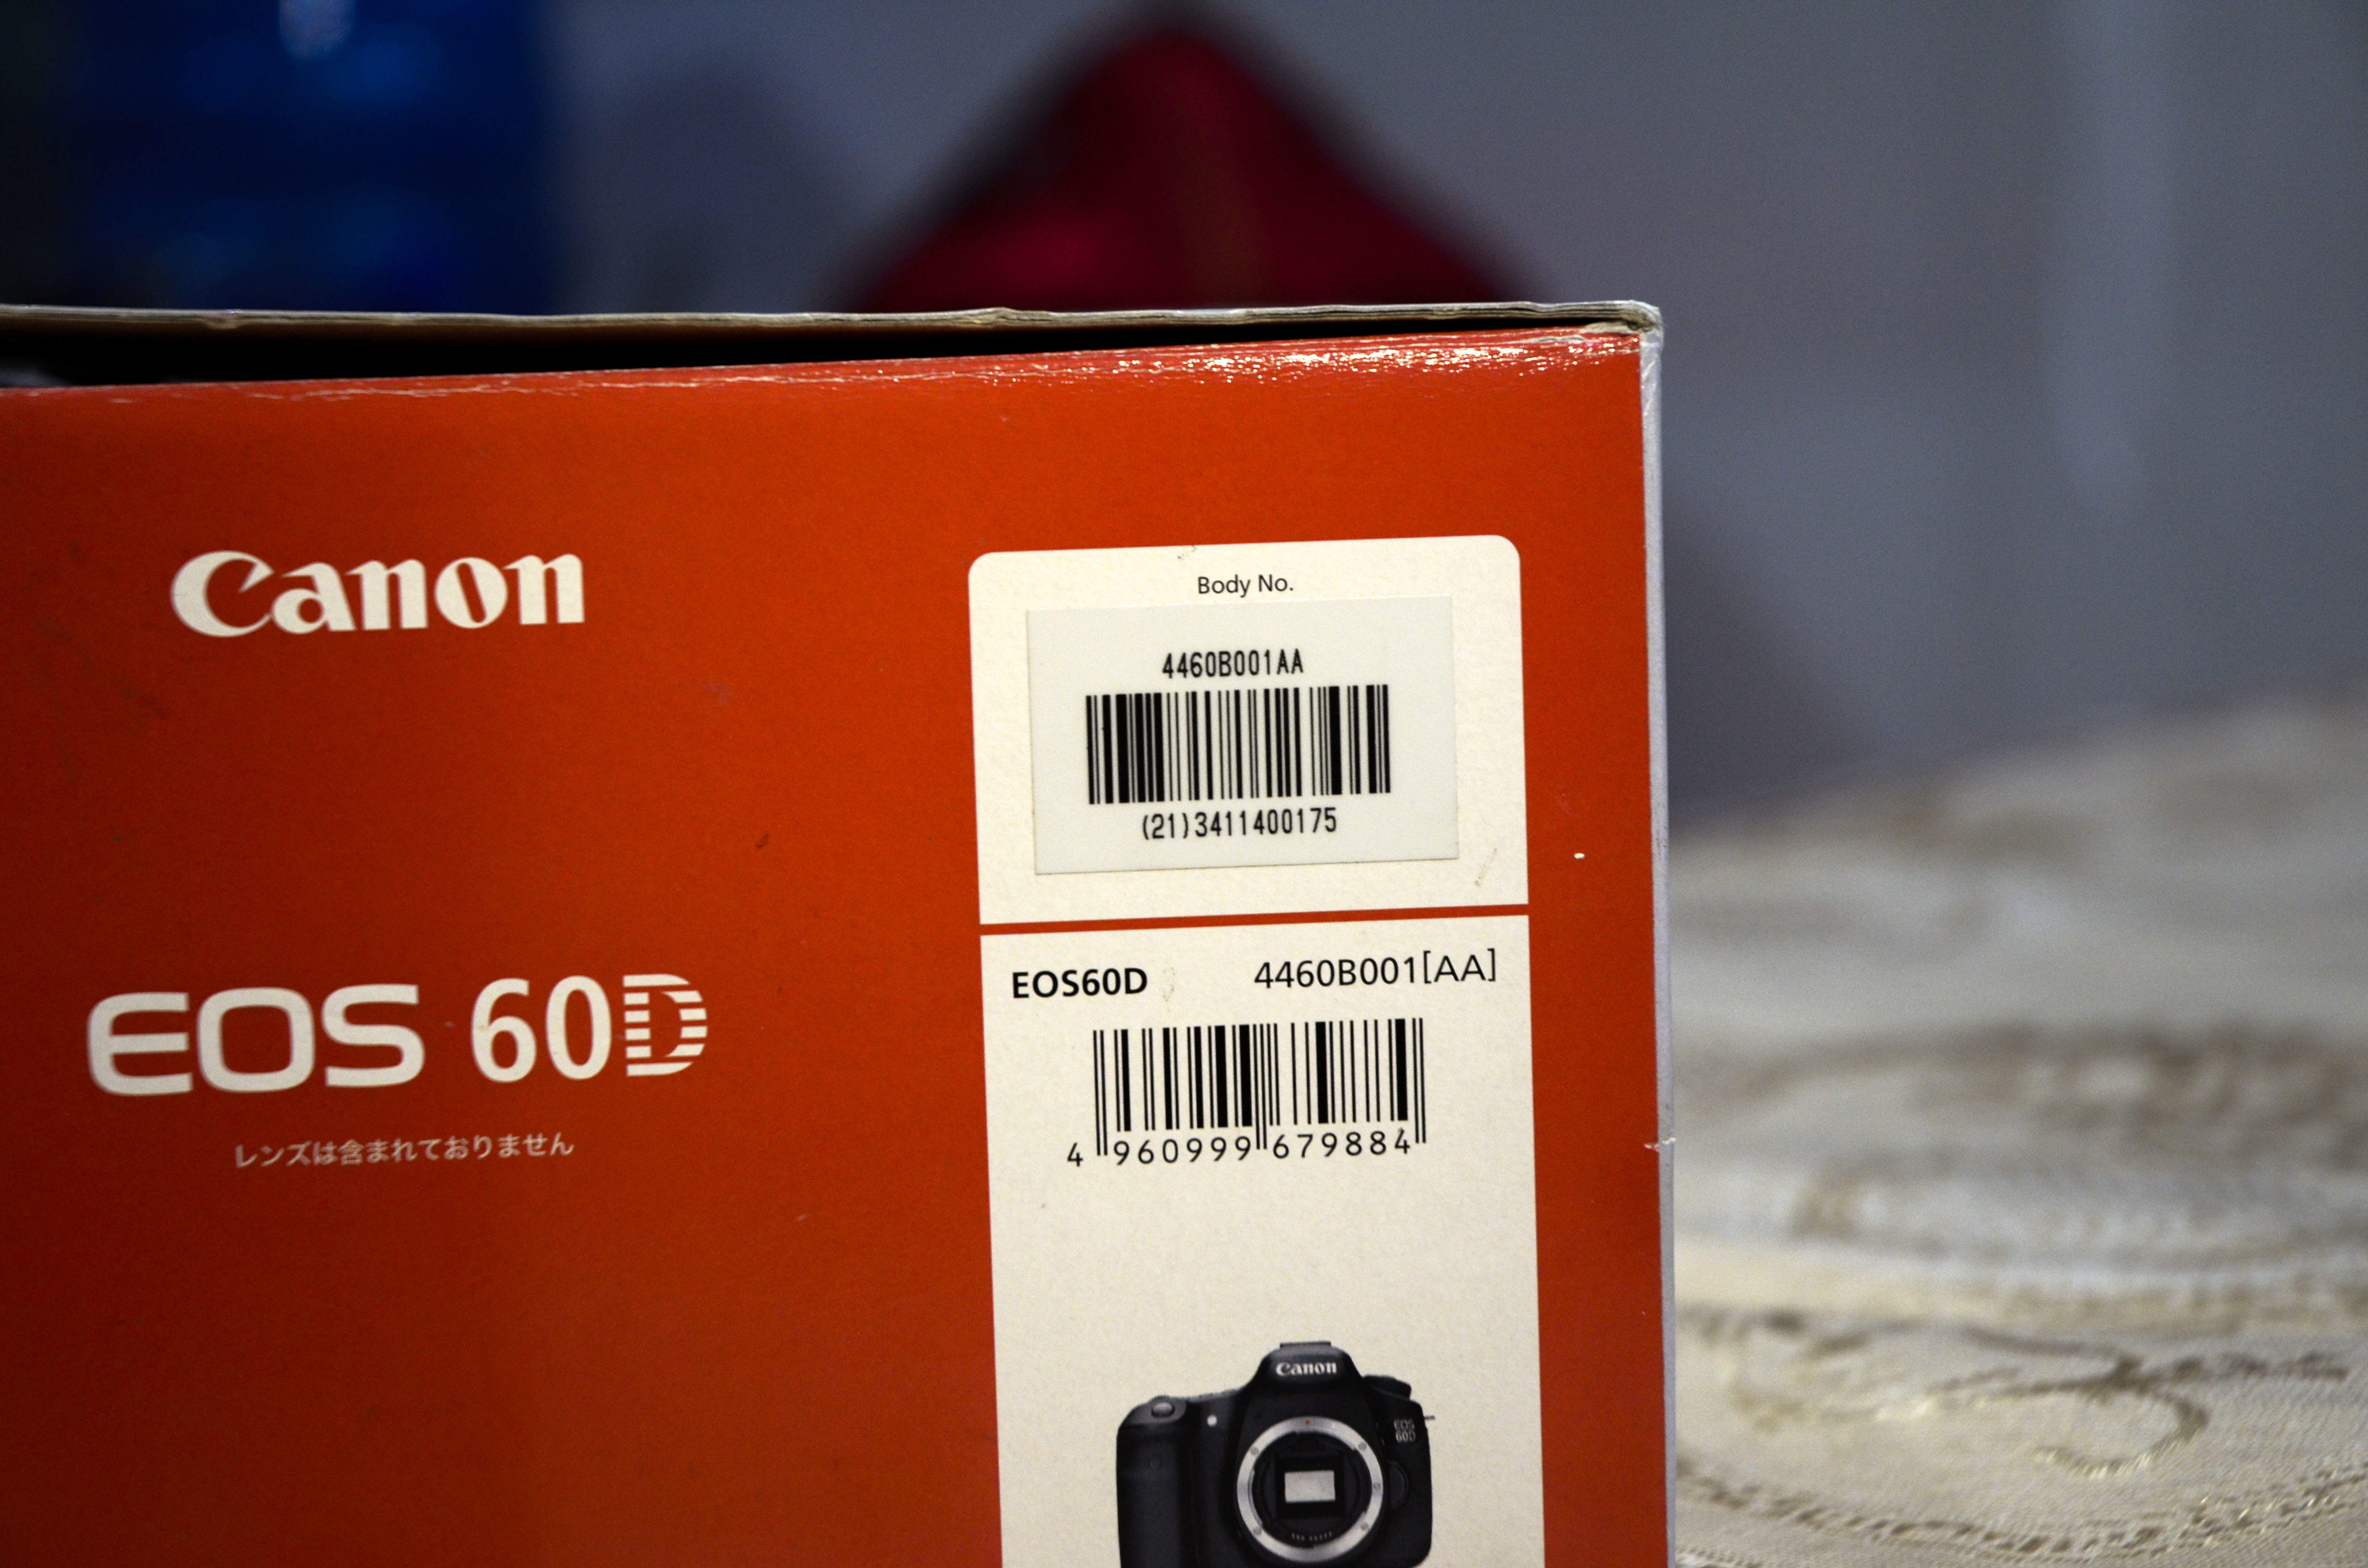 Canon
EOS 60D
レンズは含まれておりません
Body No.
4460B001AA
(21)3411400175
EOS60D 4460B001[AA]
4 960999 679884
Canon
EOS
60D